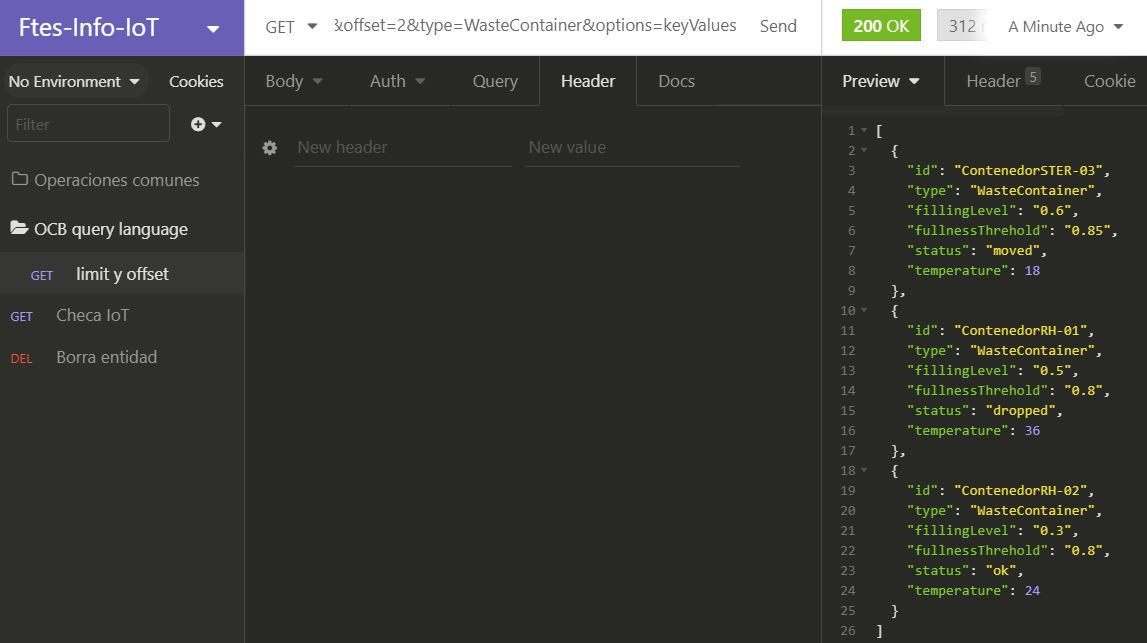 Ftes-Info-IoT
GET &offset=2&type=WasteContainer&options=keyValues Send
200 OK 312 A Minute Ago
No Environment Cookies
Body Auth Query Header Docs
Preview Header 5 Cookie
Filter
New header New value
Operaciones comunes
OCB query language
GET limit y offset
GET Checa IoT
DEL Borra entidad
1 [
2 {
3 "id": "ContenedorSTER-03",
4 "type": "WasteContainer",
5 "fillingLevel": "0.6",
6 "fullnessThrehold": "0.85",
7 "status": "moved",
8 "temperature": 18
9 },
10 {
11 "id": "ContenedorRH-01",
12 "type": "WasteContainer",
13 "fillingLevel": "0.5",
14 "fullnessThrehold": "0.8",
15 "status": "dropped",
16 "temperature": 36
17 },
18 {
19 "id": "ContenedorRH-02",
20 "type": "WasteContainer",
21 "fillingLevel": "0.3",
22 "fullnessThrehold": "0.8",
23 "status": "ok",
24 "temperature": 24
25 }
26 ]